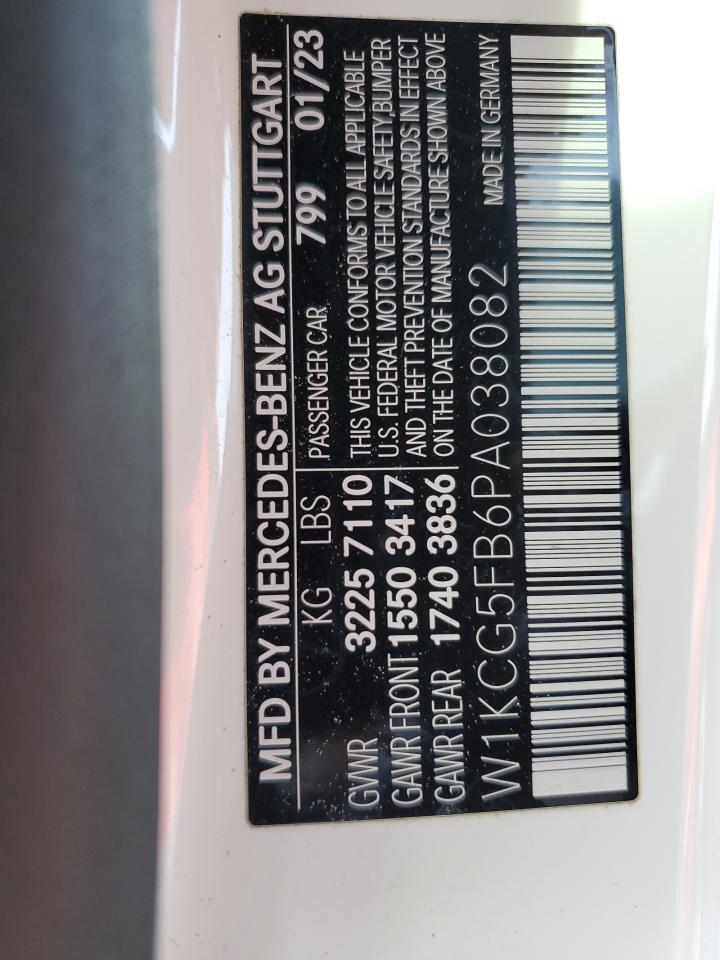 MFD BY MERCEDES-BENZ AG STUTTGART
KG LBS PASSENGER CAR 799 01/23
GVWR 3225 7110 THIS VEHICLE CONFORMS TO ALL APPLICABLE
GAWR FRONT 1550 3417 U.S. FEDERAL MOTOR VEHICLE SAFETY,BUMPER
GAWR REAR 1740 3836 AND THEFT PREVENTION STANDARDS IN EFFECT
ON THE DATE OF MANUFACTURE SHOWN ABOVE
W1KCG5FB6PA038082 MADE IN GERMANY